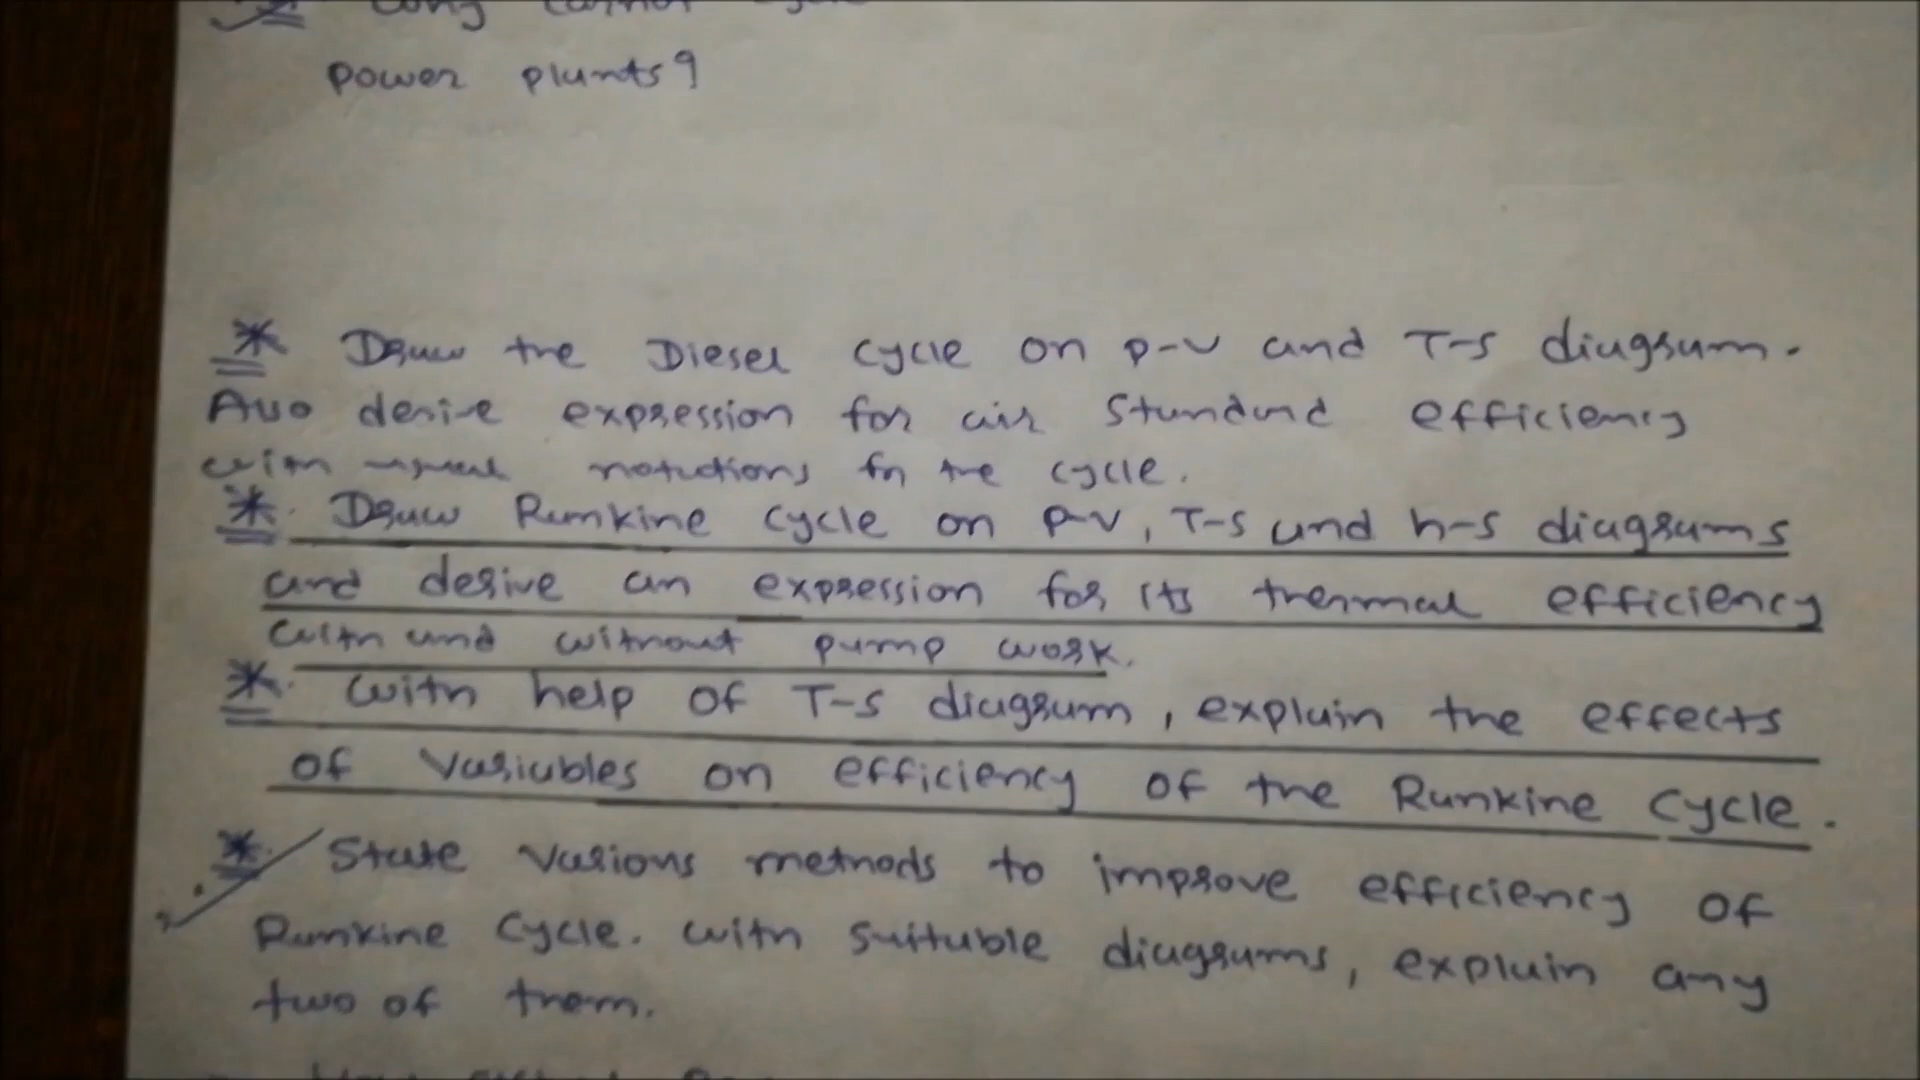 power plants?
* Draw the Diesel cycle on p-v and T-s diagram.
Also derive expression for air standard efficiency
with usual notations for the cycle.
* Draw Rankine cycle on p-v, T-s and h-s diagrams
and derive an expression for its thermal efficiency
with and without pump work.
* with help of T-s diagram, explain the effects
of variables on efficiency of the Rankine cycle.
* State various methods to improve efficiency of
Rankine cycle. with suitable diagrams, explain any
two of them.